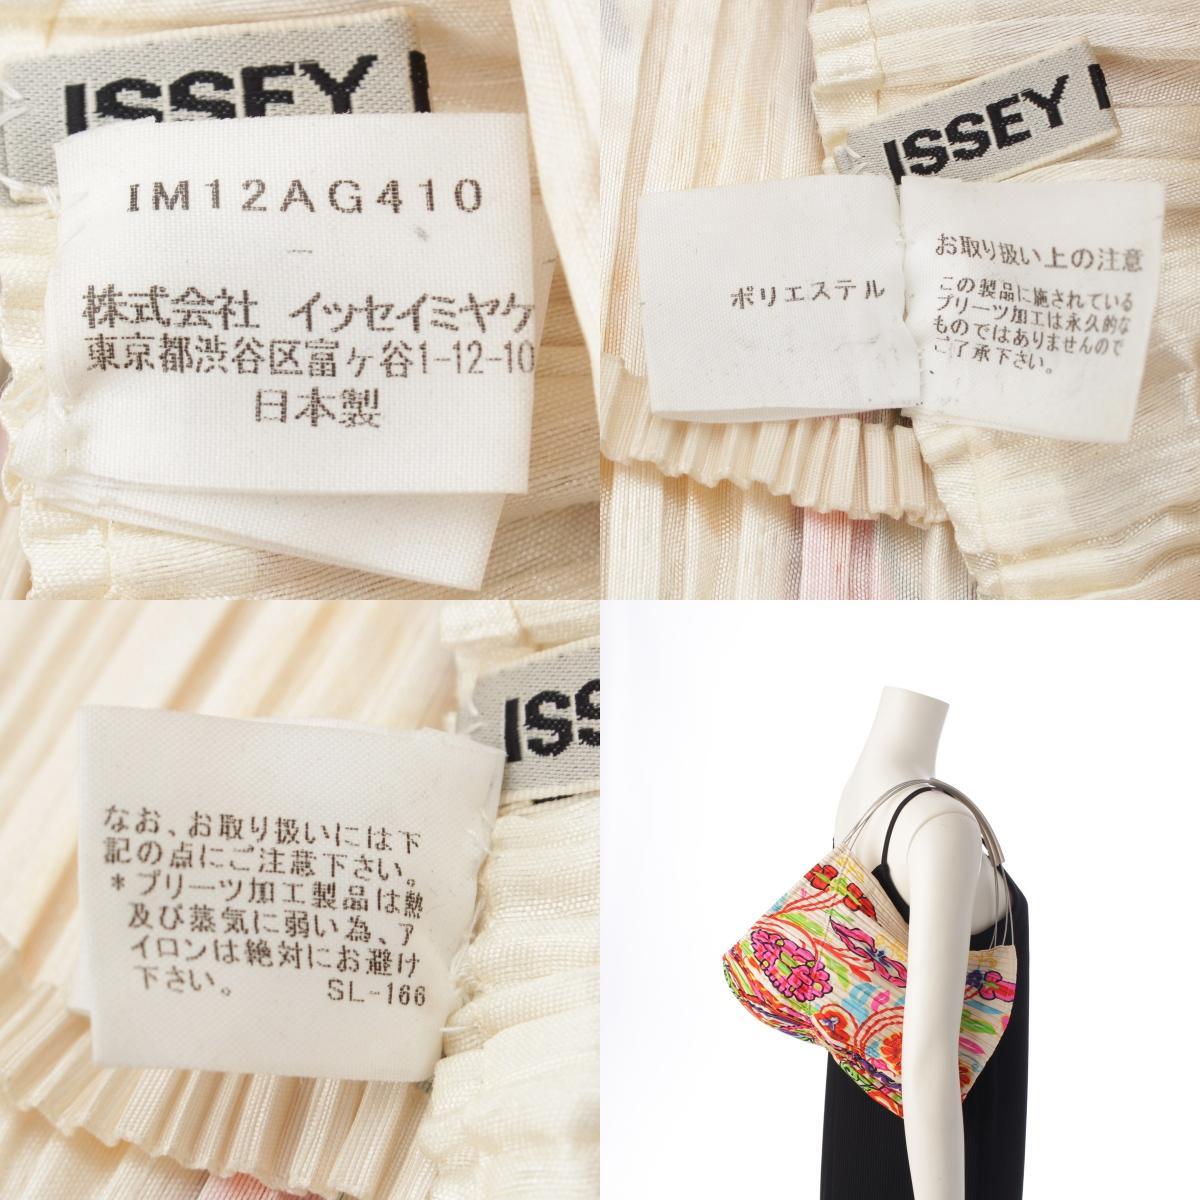 ISSEY
IM12AG410
株式会社 イッセイミヤケ
東京都渋谷区富ヶ谷1-12-10
日本製
ISSEY
ポリエステル
お取り扱い上の注意
この製品に施されている
プリーツ加工は永久的な
ものではありませんので
ご了承下さい。
ISS
なお、お取り扱いには下
記の点にご注意下さい。
*プリーツ加工製品は熱
及び蒸気に弱い為、ア
イロンは絶対にお避け
下さい。 SL-166